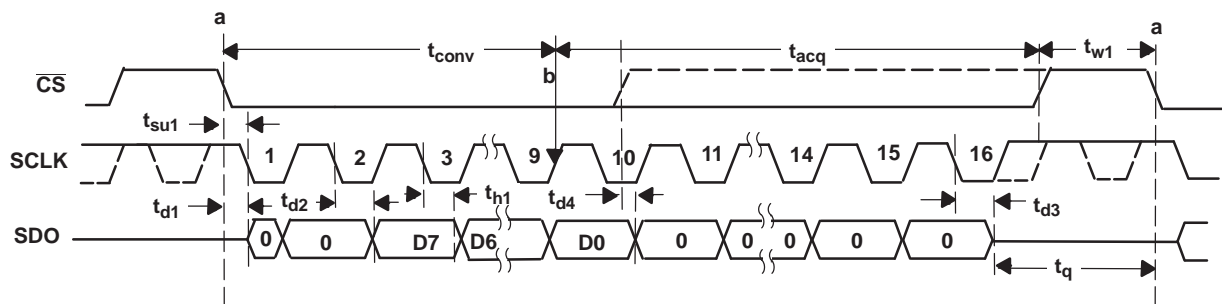 a a
t_conv t_acq t_w1
b
CS
t_su1
SCLK 1 2 3 9 10 11 14 15 16
t_d1 t_d2 t_h1 t_d4 t_d3
SDO 0 0 D7 D6 D0 0 0 0 0 0
t_q